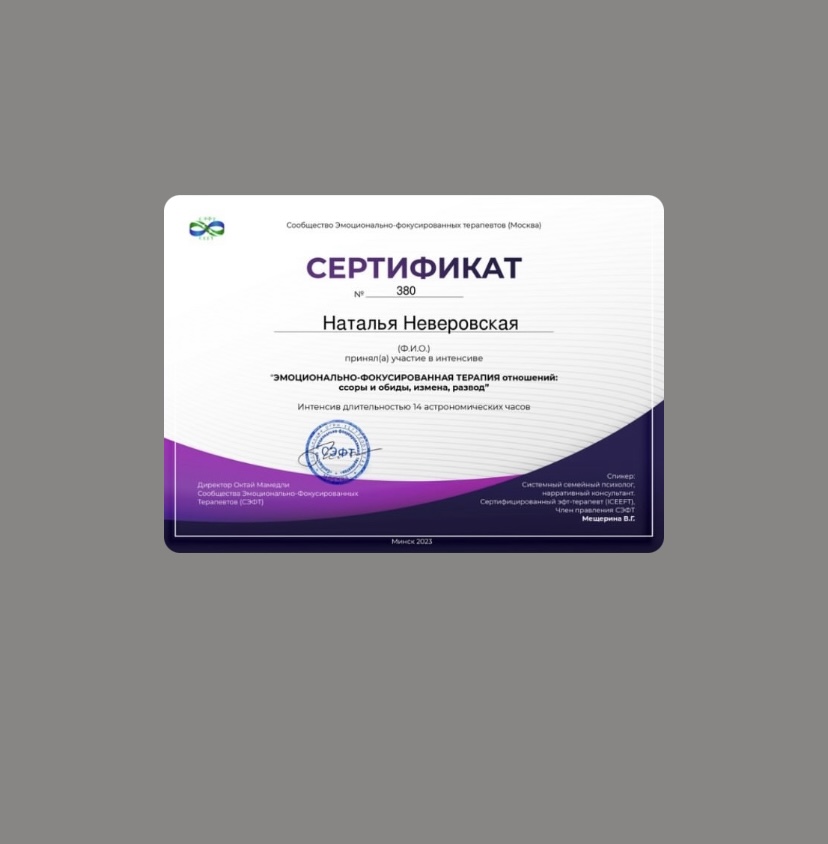 Сообщество Эмоционально-фокусированных терапевтов (Москва)
СЕРТИФИКАТ
№ 380
Наталья Неверовская
(Ф.И.О.)
принял(а) участие в интенсиве
"ЭМОЦИОНАЛЬНО-ФОКУСИРОВАННАЯ ТЕРАПИЯ отношений:
ссоры и обиды, измена, развод"
Интенсив длительностью 14 астрономических часов
СЭФТ
Директор Октай Мамедли
Сообщества Эмоционально-Фокусированных
Терапевтов (СЭФТ)
Спикер:
Системный семейный психолог,
нарративный консультант.
Сертифицированный эфт-терапевт (ICEEFT),
Член правления СЭФТ
Мещерина В.Г.
Минск 2023